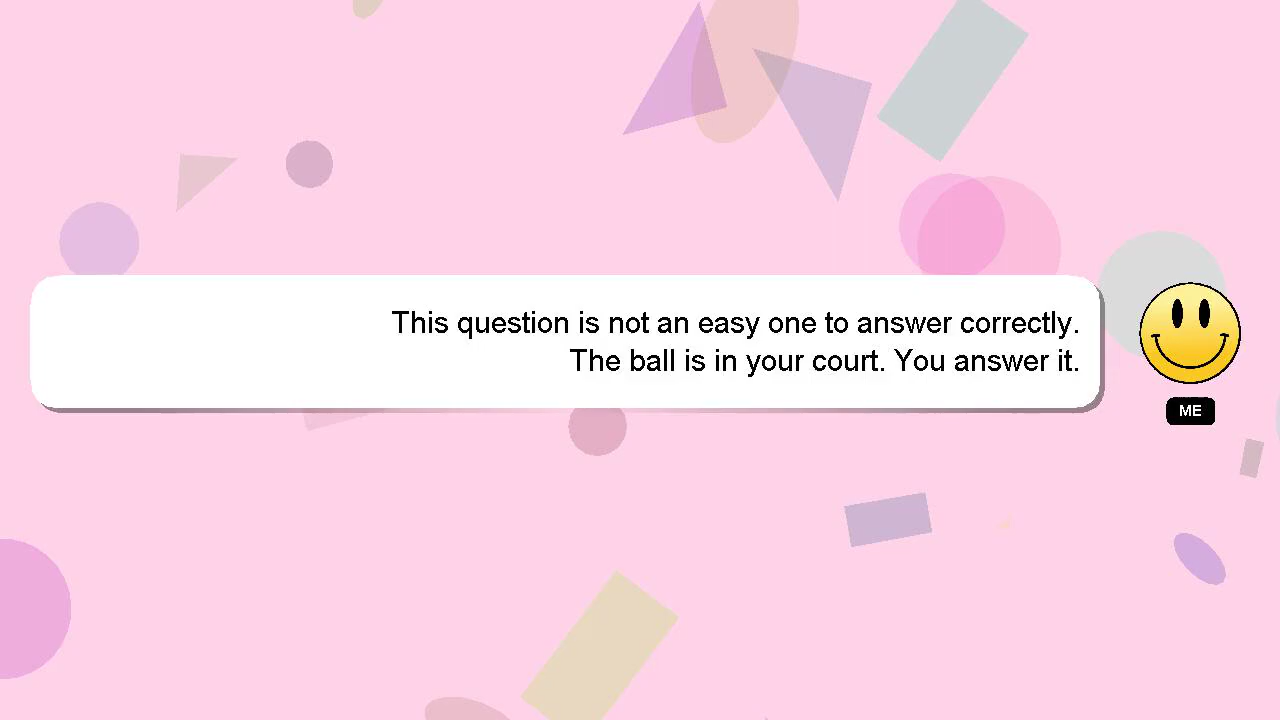 This question is not an easy one to answer correctly.
The ball is in your court. You answer it.
ME